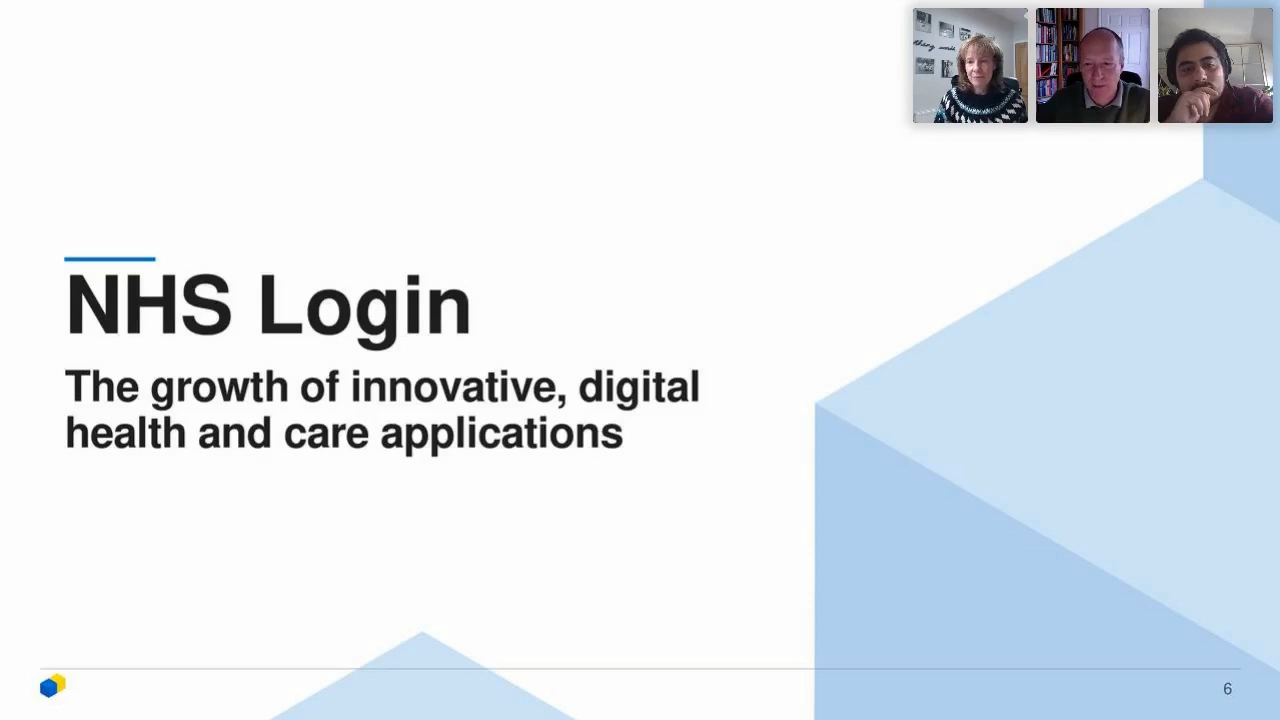 NHS Login
The growth of innovative, digital
health and care applications
6